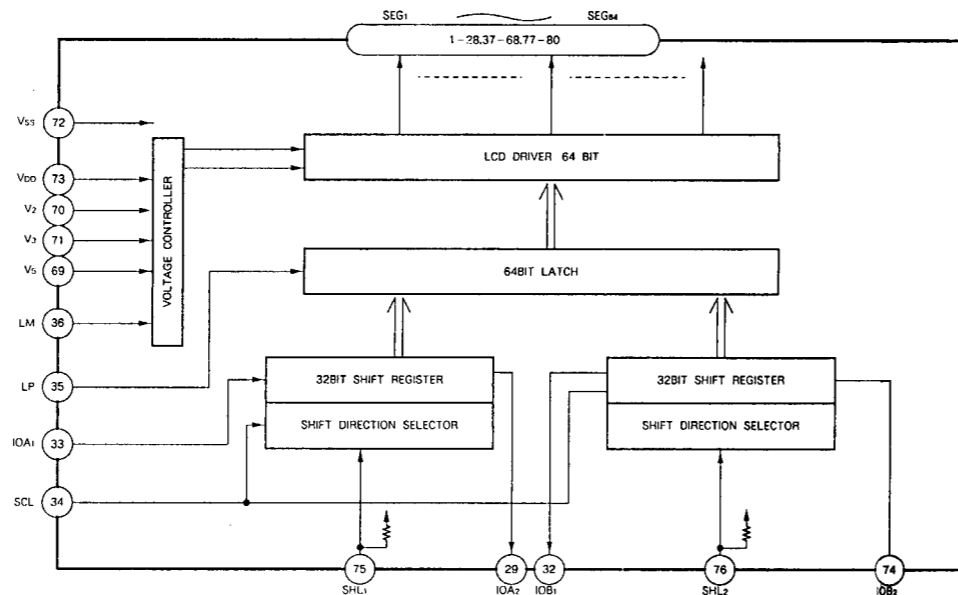 SEG1 SEG64
1-28.37-68.77-80
VSS 72
VDD 73
V2 70
V3 71
V5 69
LM 36
LP 35
IOA1 33
SCL 34
VOLTAGE CONTROLLER
LCD DRIVER 64 BIT
64BIT LATCH
32BIT SHIFT REGISTER
SHIFT DIRECTION SELECTOR
32BIT SHIFT REGISTER
SHIFT DIRECTION SELECTOR
75 29 32 76 74
SHL1 IOA2 IOB1 SHL2 IOB2